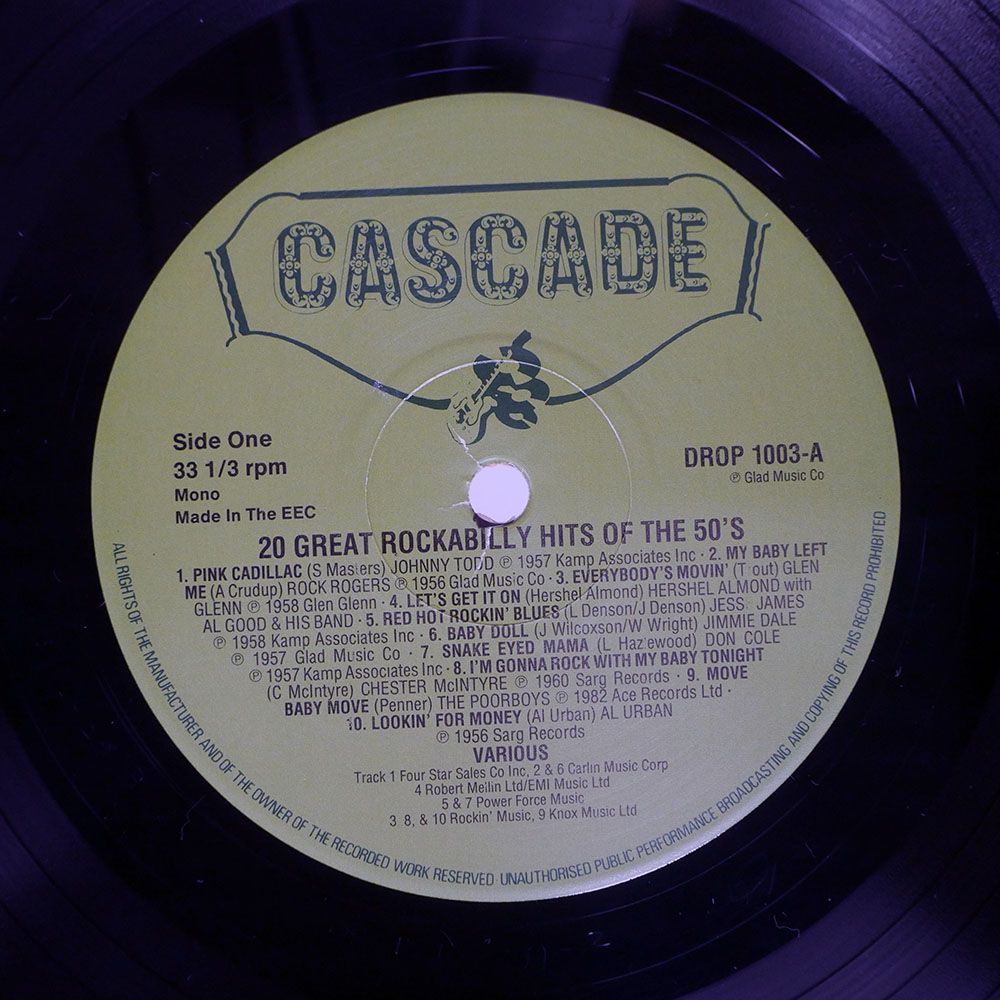 CASCADE
Side One
33 1/3 rpm
Mono
Made In The EEC
DROP 1003-A
℗ Glad Music Co
20 GREAT ROCKABILLY HITS OF THE 50'S
1. PINK CADILLAC (S Masters) JOHNNY TODD ℗ 1957 Kamp Associates Inc · 2. MY BABY LEFT
ME (A Crudup) ROCK ROGERS ℗ 1956 Glad Music Co · 3. EVERYBODY'S MOVIN' GLEN
GLENN ℗ 1958 Glen Glenn · 4. LET'S GET IT ON (Hershel Almond) HERSHEL ALMOND with
AL GOOD & HIS BAND · 5. RED HOT ROCKIN' BLUES (L Denson/J Denson) JESSE JAMES
℗ 1958 Kamp Associates Inc · 6. BABY DOLL (J Wilcoxson/W Wright) JIMMIE DALE
℗ 1957 Glad Music Co · 7. SNAKE EYED MAMA (L Hazlewood) DON COLE
℗ 1957 Kamp Associates Inc · 8. I'M GONNA ROCK WITH MY BABY TONIGHT
(C McIntyre) CHESTER McINTYRE ℗ 1960 Sarg Records · 9. MOVE
BABY MOVE (Penner) THE POORBOYS ℗ 1982 Ace Records Ltd ·
10. LOOKIN' FOR MONEY (Al Urban) AL URBAN
℗ 1956 Sarg Records
VARIOUS
Track 1 Four Star Sales Co Inc, 2 & 6 Carlin Music Corp
4 Robert Mellin Ltd/EMI Music Ltd
5 & 7 Power Force Music
3 8, & 10 Rockin' Music, 9 Knox Music Ltd
ALL RIGHTS OF THE MANUFACTURER AND OF THE OWNER OF THE RECORDED WORK RESERVED UNAUTHORISED PUBLIC PERFORMANCE BROADCASTING AND COPYING OF THIS RECORD PROHIBITED